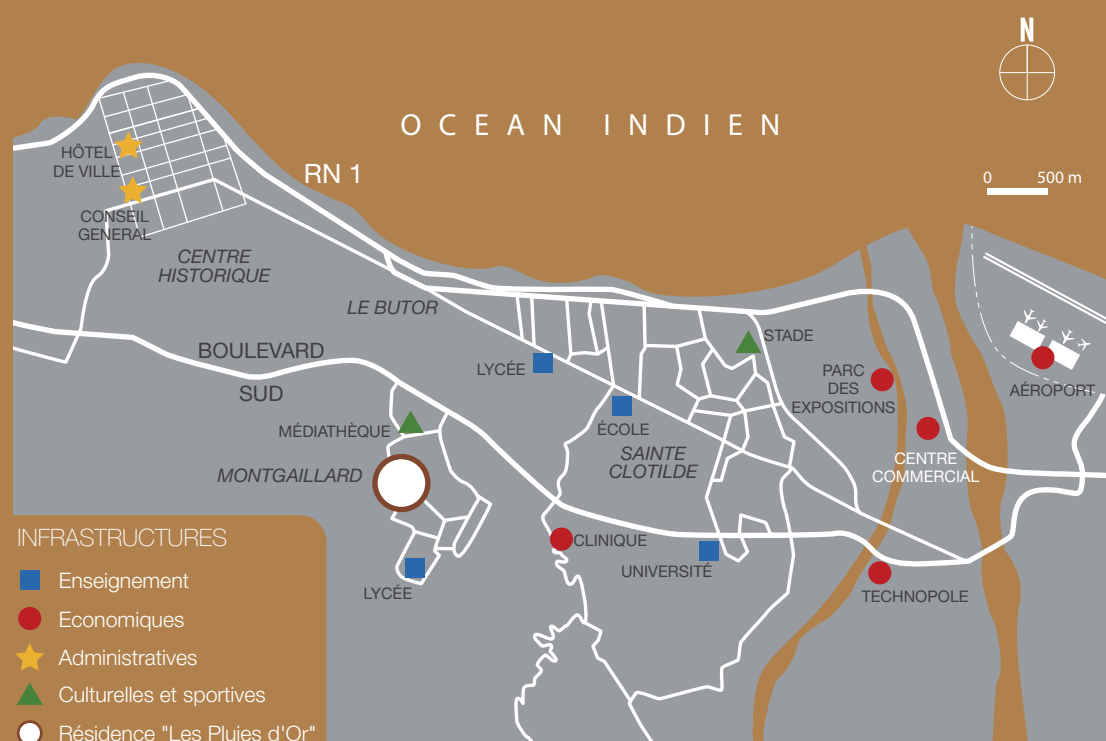 N
OCEAN INDIEN
0 500 m
RN 1
HÔTEL
DE VILLE
CONSEIL
GENERAL
CENTRE
HISTORIQUE
LE BUTOR
BOULEVARD
SUD
LYCÉE
STADE
PARC
DES
EXPOSITIONS
AÉROPORT
MÉDIATHÈQUE
ÉCOLE
SAINTE
CLOTILDE
CENTRE
COMMERCIAL
MONTGAILLARD
CLINIQUE
UNIVERSITÉ
TECHNOPOLE
LYCÉE
INFRASTRUCTURES
Enseignement
Economiques
Administratives
Culturelles et sportives
Résidence "Les Pluies d'Or"